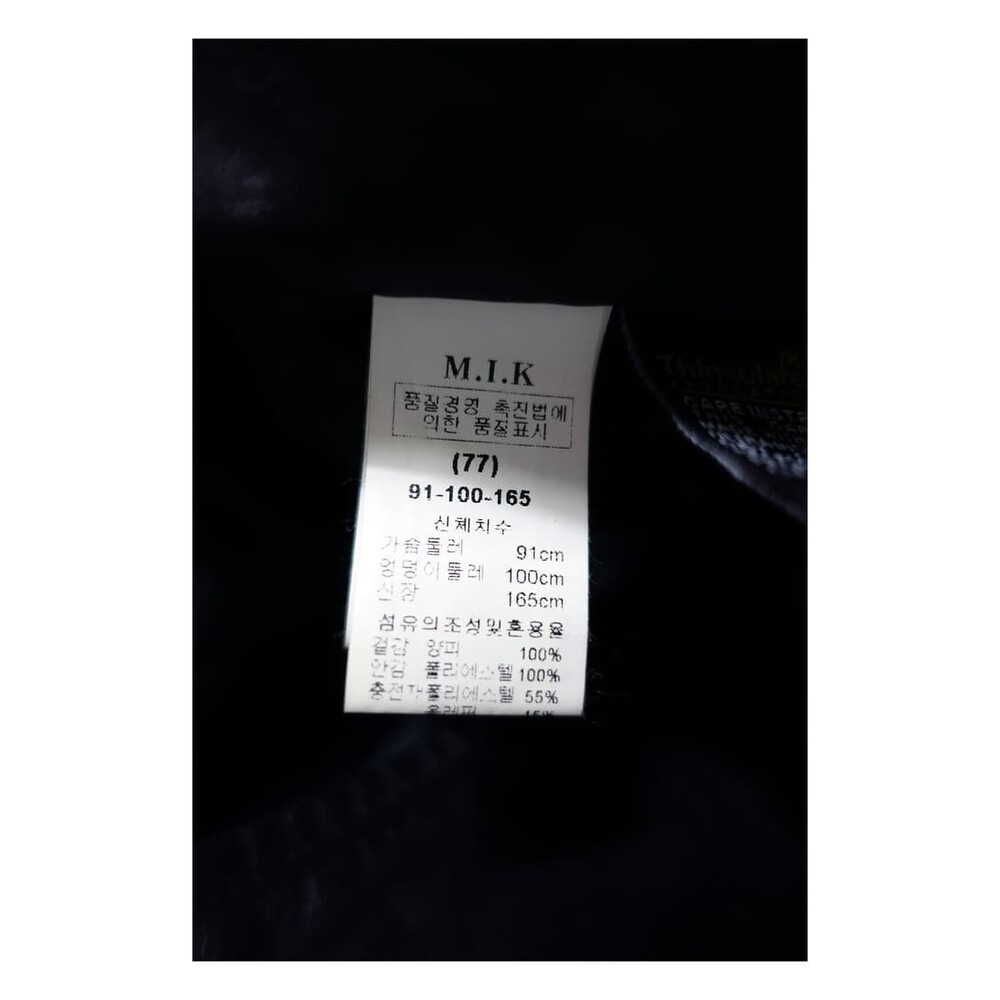 M.I.K
품질경영 촉진법에
의한 품질표시
(77)
91-100-165
신체치수
가슴둘레 91cm
엉덩이둘레 100cm
신장 165cm
섬유의조성및혼용율
겉감 양피 100%
안감 폴리에스텔 100%
충전재폴리에스텔 55%
Thinsulate
CARE INSTR